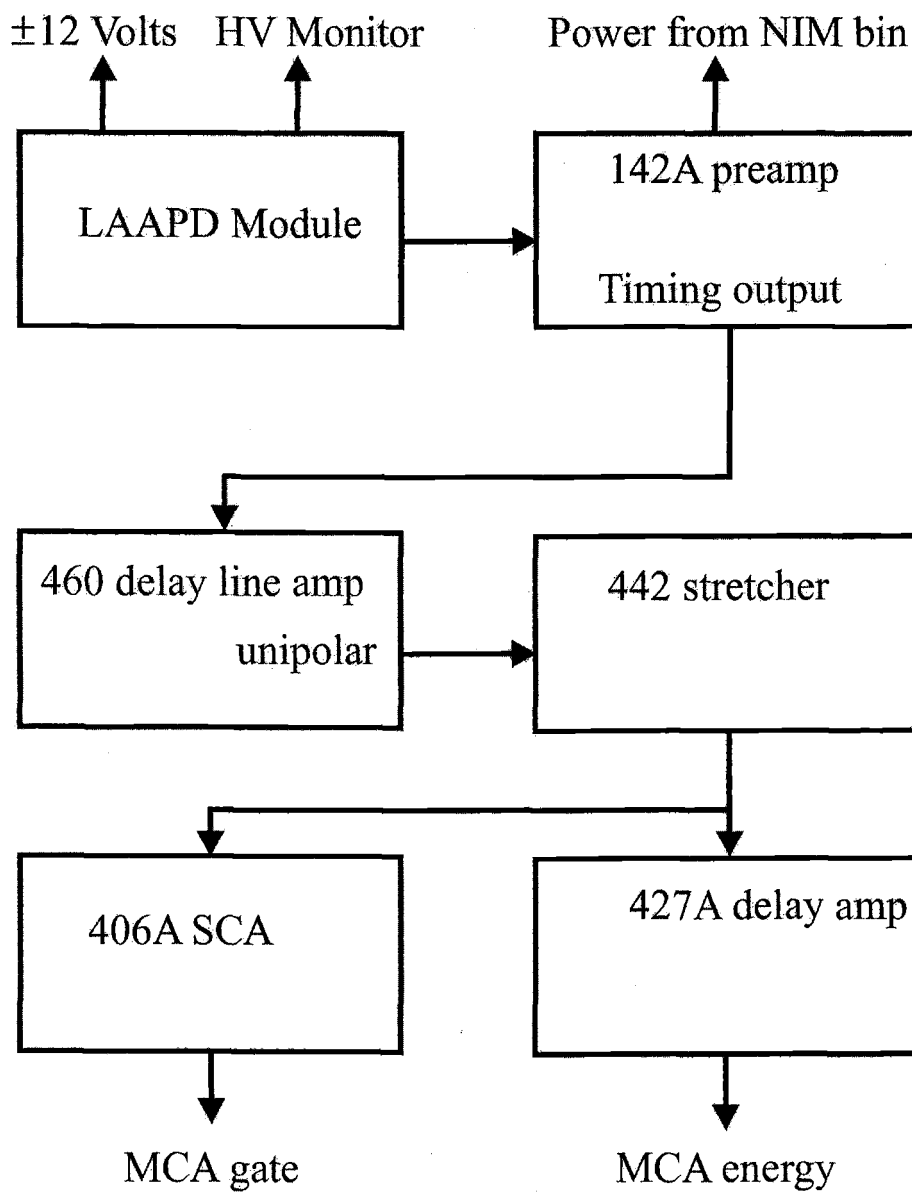 ±12 Volts
HV Monitor
Power from NIM bin
LAAPD Module
142A preamp
Timing output
460 delay line amp
unipolar
442 stretcher
406A SCA
427A delay amp
MCA gate
MCA energy